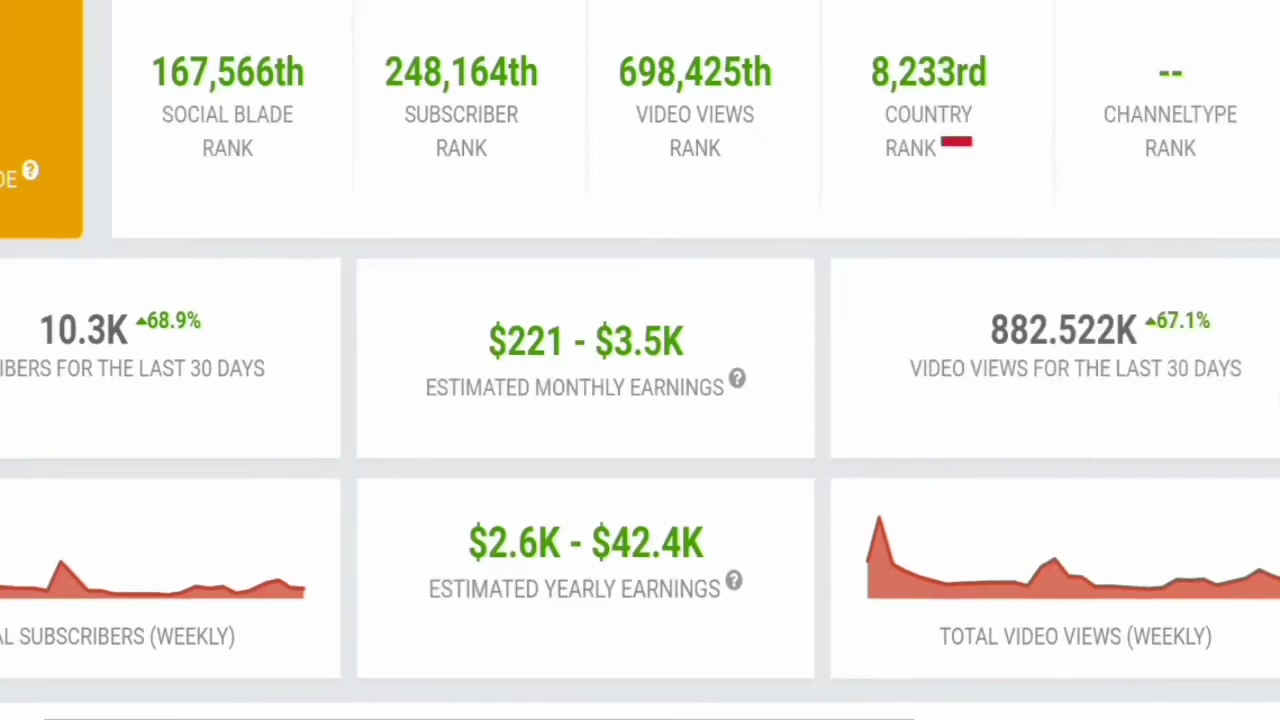 167,566th
SOCIAL BLADE
RANK
248,164th
SUBSCRIBER
RANK
698,425th
VIDEO VIEWS
RANK
8,233rd
COUNTRY
RANK
--
CHANNELTYPE
RANK
DE ?
10.3K 68.9%
IBERS FOR THE LAST 30 DAYS
$221 - $3.5K
ESTIMATED MONTHLY EARNINGS ?
882.522K 67.1%
VIDEO VIEWS FOR THE LAST 30 DAYS
AL SUBSCRIBERS (WEEKLY)
$2.6K - $42.4K
ESTIMATED YEARLY EARNINGS ?
TOTAL VIDEO VIEWS (WEEKLY)